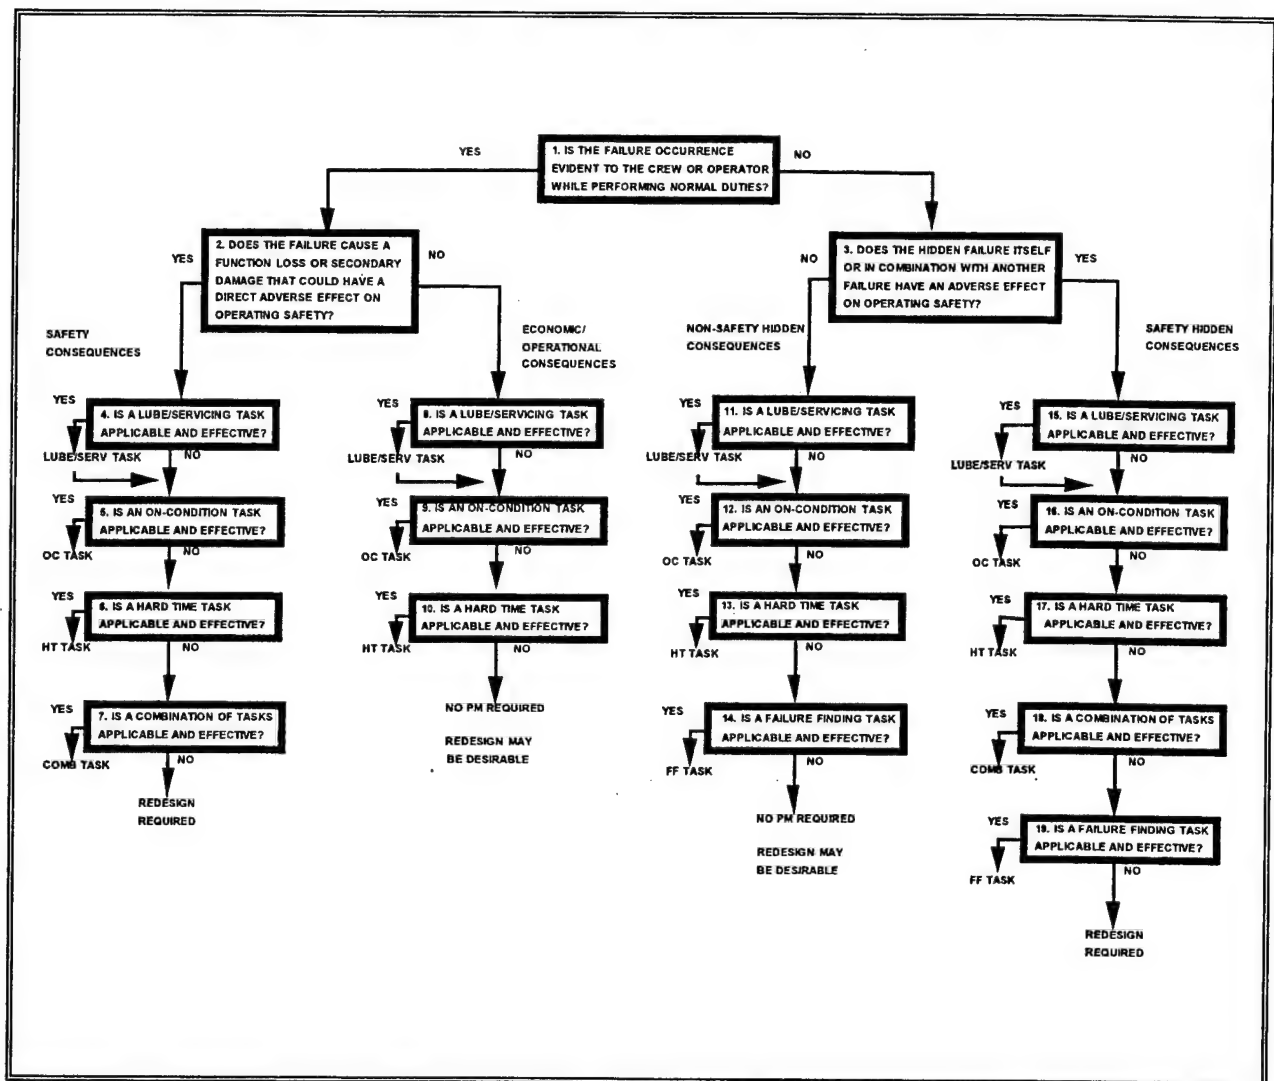 YES
1. IS THE FAILURE OCCURRENCE
EVIDENT TO THE CREW OR OPERATOR
WHILE PERFORMING NORMAL DUTIES?
NO
YES
2. DOES THE FAILURE CAUSE A
FUNCTION LOSS OR SECONDARY
DAMAGE THAT COULD HAVE A
DIRECT ADVERSE EFFECT ON
OPERATING SAFETY?
NO
NO
3. DOES THE HIDDEN FAILURE ITSELF
OR IN COMBINATION WITH ANOTHER
FAILURE HAVE AN ADVERSE EFFECT
ON OPERATING SAFETY?
YES
SAFETY
CONSEQUENCES
ECONOMIC/
OPERATIONAL
CONSEQUENCES
NON-SAFETY HIDDEN
CONSEQUENCES
SAFETY HIDDEN
CONSEQUENCES
YES
4. IS A LUBE/SERVICING TASK
APPLICABLE AND EFFECTIVE?
LUBE/SERV TASK
NO
YES
5. IS AN ON-CONDITION TASK
APPLICABLE AND EFFECTIVE?
OC TASK
NO
YES
6. IS A HARD TIME TASK
APPLICABLE AND EFFECTIVE?
HT TASK
NO
YES
7. IS A COMBINATION OF TASKS
APPLICABLE AND EFFECTIVE?
COMB TASK
NO
REDESIGN
REQUIRED
YES
8. IS A LUBE/SERVICING TASK
APPLICABLE AND EFFECTIVE?
LUBE/SERV TASK
NO
YES
9. IS AN ON-CONDITION TASK
APPLICABLE AND EFFECTIVE?
OC TASK
NO
YES
10. IS A HARD TIME TASK
APPLICABLE AND EFFECTIVE?
HT TASK
NO
NO PM REQUIRED
REDESIGN MAY
BE DESIRABLE
YES
11. IS A LUBE/SERVICING TASK
APPLICABLE AND EFFECTIVE?
LUBE/SERV TASK
NO
YES
12. IS AN ON-CONDITION TASK
APPLICABLE AND EFFECTIVE?
OC TASK
NO
YES
13. IS A HARD TIME TASK
APPLICABLE AND EFFECTIVE?
HT TASK
NO
YES
14. IS A FAILURE FINDING TASK
APPLICABLE AND EFFECTIVE?
FF TASK
NO
NO PM REQUIRED
REDESIGN MAY
BE DESIRABLE
YES
15. IS A LUBE/SERVICING TASK
APPLICABLE AND EFFECTIVE?
LUBE/SERV TASK
NO
YES
16. IS AN ON-CONDITION TASK
APPLICABLE AND EFFECTIVE?
OC TASK
NO
YES
17. IS A HARD TIME TASK
APPLICABLE AND EFFECTIVE?
HT TASK
NO
YES
18. IS A COMBINATION OF TASKS
APPLICABLE AND EFFECTIVE?
COMB TASK
NO
YES
19. IS A FAILURE FINDING TASK
APPLICABLE AND EFFECTIVE?
FF TASK
NO
REDESIGN
REQUIRED